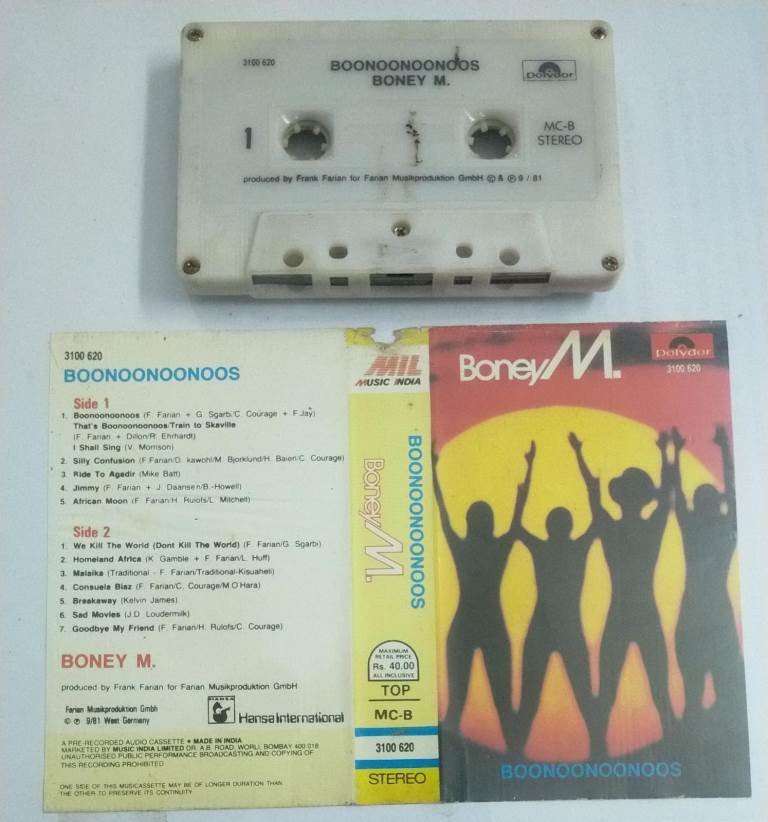 3100 620
BOONOONOONOOS
BONEY M.
Polydor
1
MC-B
STEREO
produced by Frank Farian for Farian Musikproduktion GmbH © & ℗ 9 / 81
3100 620
BOONOONOONOOS
Side 1
1. Boonoonoonoos (F. Farian + G. Sgarbi/C. Courage + F.Jay)
That's Boonoonoonoos/Train to Skaville
(F. Farian + Dillon/R. Ehrhardt)
I Shall Sing (V. Morrison)
2. Silly Confusion (F. Farian/D. kawohl/M. Bjorklund/H. Baieri/C. Courage)
3. Ride To Agadir (Mike Batt)
4. Jimmy (F. Farian + J. Daansen/B.-Howell)
5. African Moon (F. Farian/H. Rulofs/L. Mitchell)
Side 2
1. We Kill The World (Dont Kill The World) (F. Farian/G. Sgarbi)
2. Homeland Africa (K. Gamble + F. Farian/L. Huff)
3. Malaika (Traditional - F. Farian/Traditional-Kisuaheli)
4. Consuela Biaz (F. Farian/C. Courage/M.O'Hara)
5. Breakaway (Kelvin James)
6. Sad Movies (J.D. Loudermilk)
7. Goodbye My Friend (F. Farian/H. Rulofs/C. Courage)
BONEY M.
produced by Frank Farian for Farian Musikproduktion GmbH
Farian Musikproduktion Gmbh
© ℗ 9/81 West Germany
HANSA
Hansa International
A PRE-RECORDED AUDIO CASSETTE • MADE IN INDIA
MARKETED BY MUSIC INDIA LIMITED DR. A.B. ROAD, WORLI, BOMBAY 400 018
UNAUTHORISED PUBLIC PERFORMANCE BROADCASTING AND COPYING OF
THIS RECORDING PROHIBITED
ONE SIDE OF THIS MUSICASSETTE MAY BE OF LONGER DURATION THAN
THE OTHER TO PRESERVE ITS CONTINUITY
MIL
MUSIC INDIA
Boney M.
BOONOONOONOOS
MAXIMUM
RETAIL PRICE
Rs. 40.00
ALL INCLUSIVE
TOP
MC-B
3100 620
STEREO
Boney M.
Polydor
3100 620
BOONOONOONOOS